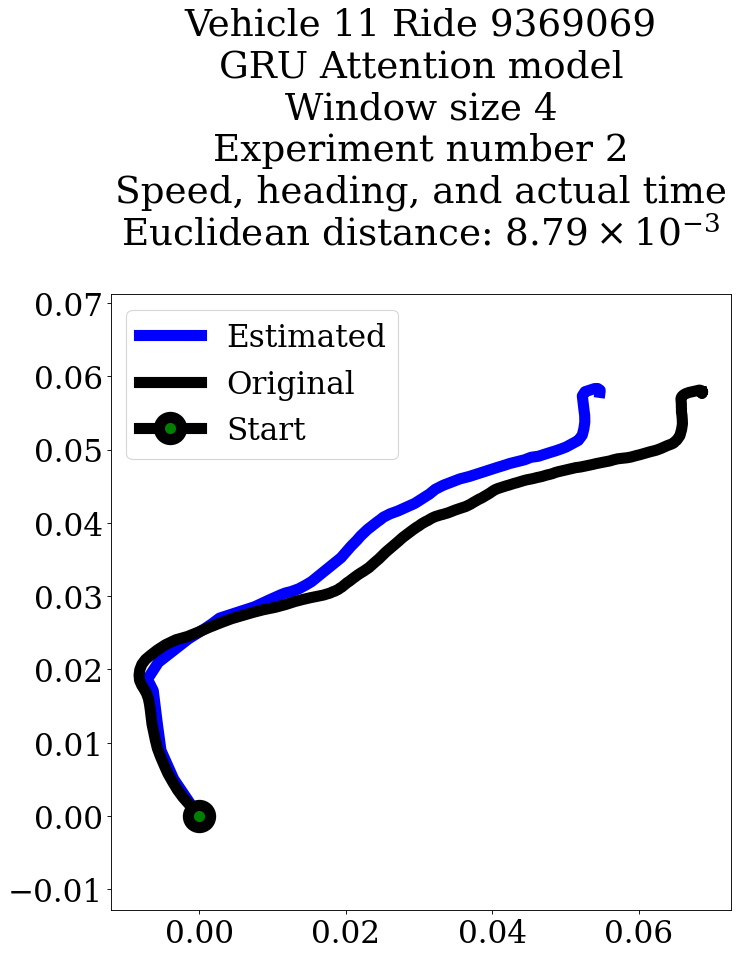 Vehicle 11 Ride 9369069
GRU Attention model
Window size 4
Experiment number 2
Speed, heading, and actual time
Euclidean distance: 8.79 × 10⁻³
0.07
0.06
0.05
0.04
0.03
0.02
0.01
0.00
−0.01
Estimated
Original
Start
0.00 0.02 0.04 0.06